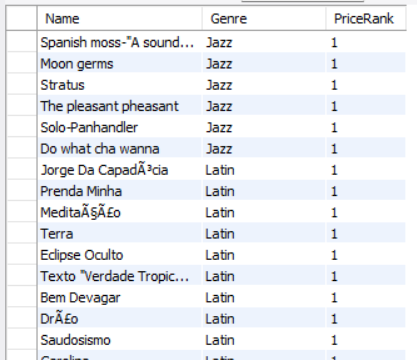 Name Genre PriceRank
Spanish moss-"A sound... Jazz 1
Moon germs Jazz 1
Stratus Jazz 1
The pleasant pheasant Jazz 1
Solo-Panhandler Jazz 1
Do what cha wanna Jazz 1
Jorge Da CapadÃ³cia Latin 1
Prenda Minha Latin 1
MeditaÃ§Ã£o Latin 1
Terra Latin 1
Eclipse Oculto Latin 1
Texto "Verdade Tropic... Latin 1
Bem Devagar Latin 1
DrÃ£o Latin 1
Saudosismo Latin 1